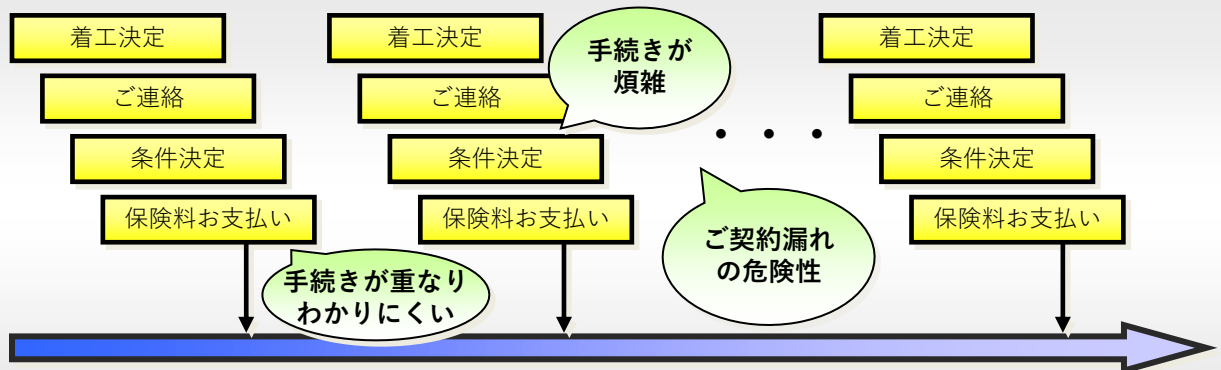 着工決定
ご連絡
条件決定
保険料お支払い
着工決定
ご連絡
条件決定
保険料お支払い
手続きが
煩雑
手続きが重なり
わかりにくい
・・・
ご契約漏れ
の危険性
着工決定
ご連絡
条件決定
保険料お支払い